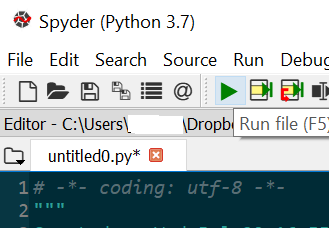 Spyder (Python 3.7)
File Edit Search Source Run Debug
@
Editor - C:\Users\ \Dropb
Run file (F5)
untitled0.py*
1 # -*- coding: utf-8 -*-
2 """